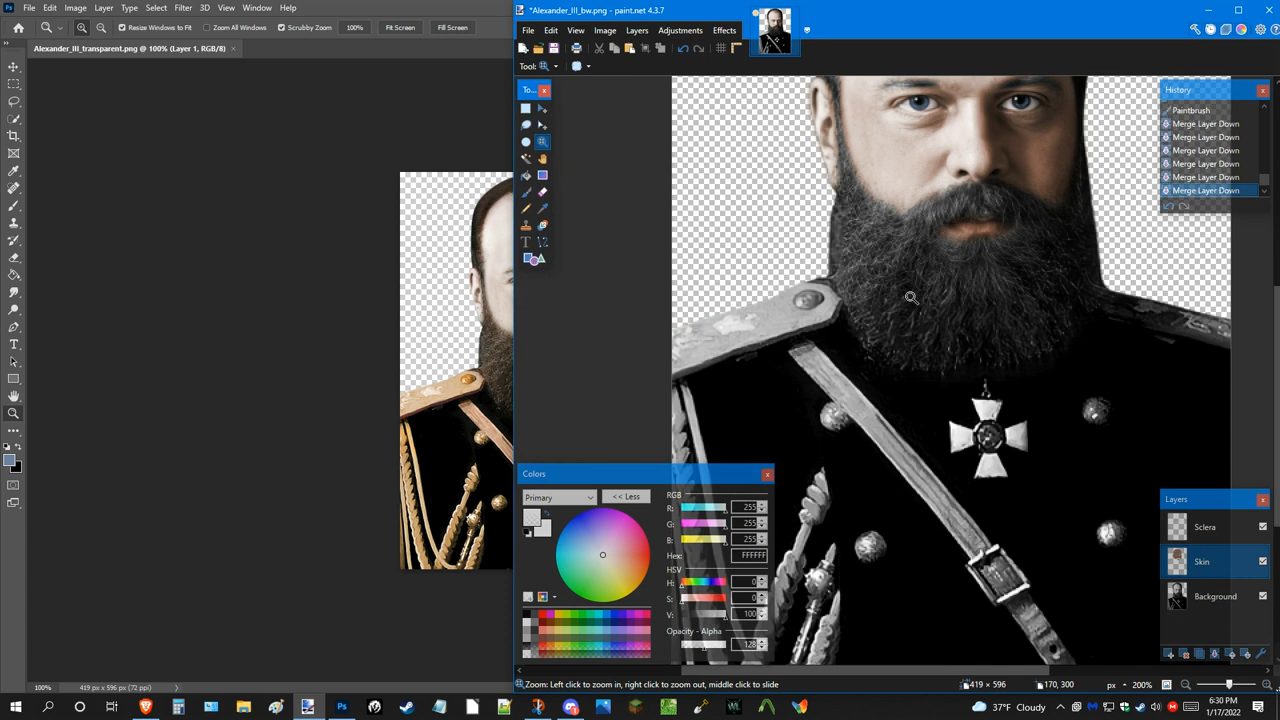 File Edit Image Layer Type Select Filter 3D View Window Help
Resize Windows to Fit Zoom All Windows Scrubby Zoom 100% Fit Screen Fill Screen
Alexander_III_transparent.png @ 100% (Layer 1, RGB/8) ×
100% 419 px x 596 px (72 ppi)
*Alexander_III_bw.png - paint.net 4.3.7
File Edit View Image Layers Adjustments Effects
Tool:
To...
History
Paintbrush
Merge Layer Down
Merge Layer Down
Merge Layer Down
Merge Layer Down
Merge Layer Down
Merge Layer Down
Colors
Primary
<< Less
RGB
R: 255
G: 255
B: 255
Hex: FFFFFF
HSV
H: 0
S: 0
V: 100
Opacity - Alpha
128
Layers
Sclera
Skin
Background
Zoom: Left click to zoom in, right click to zoom out, middle click to slide
419 × 596
170, 300
px
200%
37°F Cloudy
6:30 PM
1/17/2022